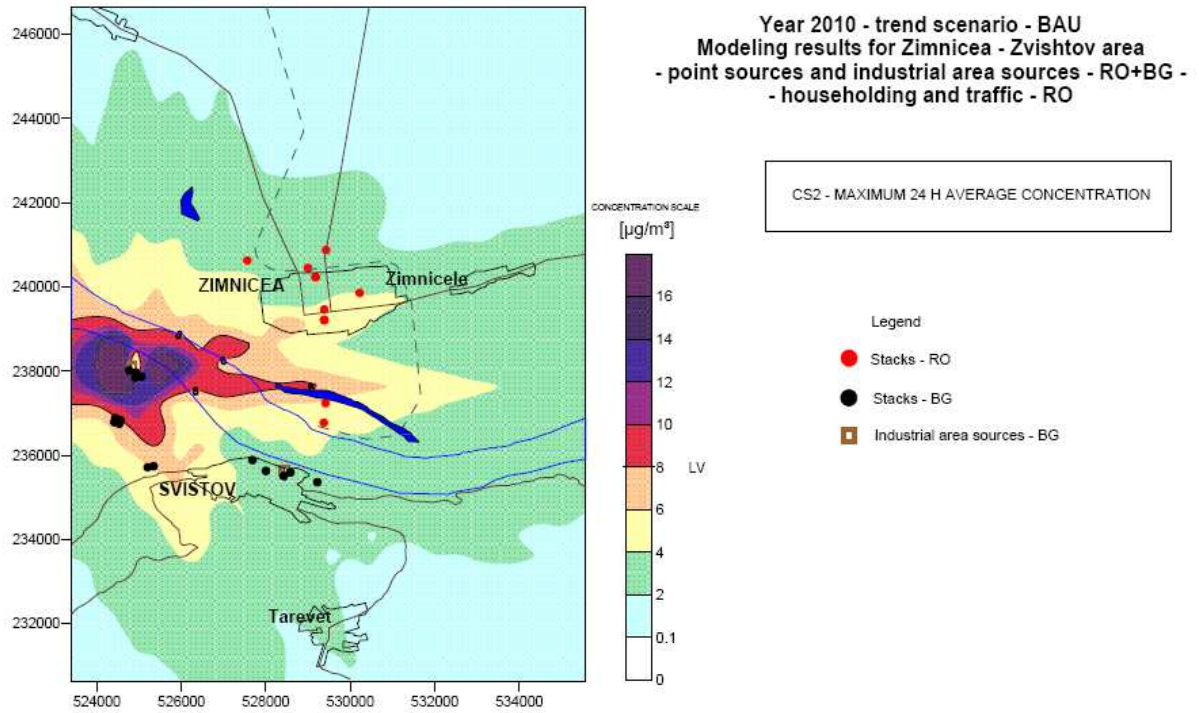 Year 2010 - trend scenario - BAU
Modeling results for Zimnicea - Zvishtov area
- point sources and industrial area sources - RO+BG -
- householding and traffic - RO
CS2 - MAXIMUM 24 H AVERAGE CONCENTRATION
CONCENTRATION SCALE
[µg/m³]
16
14
12
10
8
LV
6
4
2
0.1
0
Legend
Stacks - RO
Stacks - BG
Industrial area sources - BG
246000
244000
242000
240000
238000
236000
234000
232000
524000
526000
528000
530000
532000
534000
ZIMNICEA
Zimnicele
SVISTOV
Tarevet
8
8